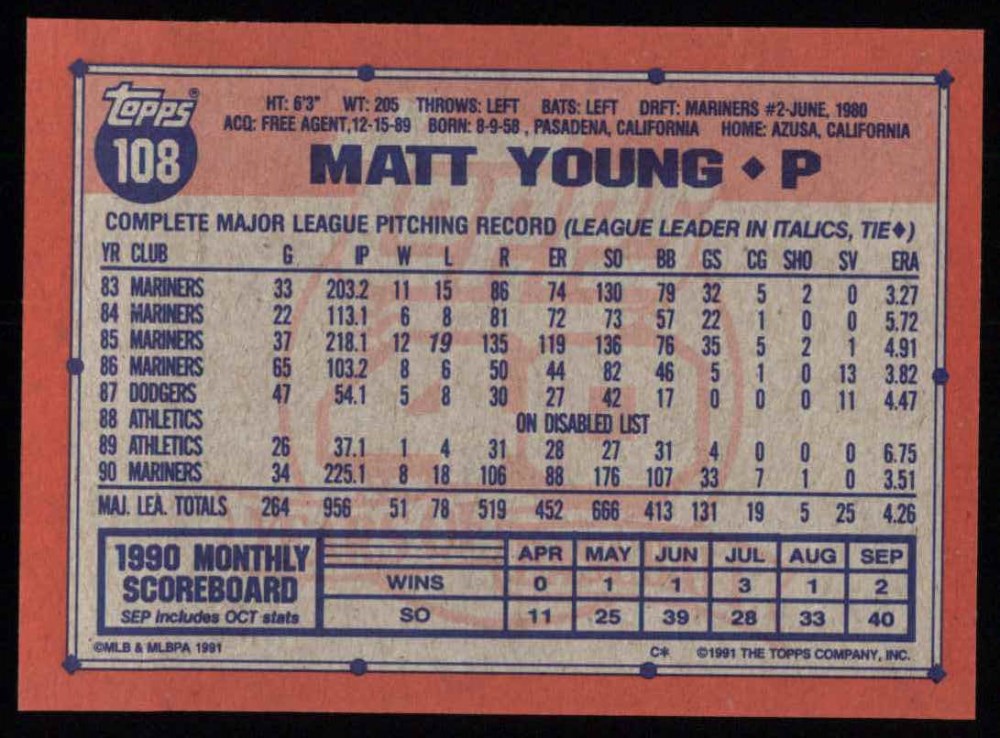 Topps®
108
HT: 6'3" WT: 205 THROWS: LEFT BATS: LEFT DRFT: MARINERS #2-JUNE, 1980
ACQ: FREE AGENT,12-15-89 BORN: 8-9-58 , PASADENA, CALIFORNIA HOME: AZUSA, CALIFORNIA
MATT YOUNG ♦ P
COMPLETE MAJOR LEAGUE PITCHING RECORD (LEAGUE LEADER IN ITALICS, TIE♦)
YR CLUB G IP W L R ER SO BB GS CG SHO SV ERA
83 MARINERS 33 203.2 11 15 86 74 130 79 32 5 2 0 3.27
84 MARINERS 22 113.1 6 8 81 72 73 57 22 1 0 0 5.72
85 MARINERS 37 218.1 12 19 135 119 136 76 35 5 2 1 4.91
86 MARINERS 65 103.2 8 6 50 44 82 46 5 1 0 13 3.82
87 DODGERS 47 54.1 5 8 30 27 42 17 0 0 0 11 4.47
88 ATHLETICS ON DISABLED LIST
89 ATHLETICS 26 37.1 1 4 31 28 27 31 4 0 0 0 6.75
90 MARINERS 34 225.1 8 18 106 88 176 107 33 7 1 0 3.51
MAJ. LEA. TOTALS 264 956 51 78 519 452 666 413 131 19 5 25 4.26
1990 MONTHLY
SCOREBOARD
SEP includes OCT stats
APR MAY JUN JUL AUG SEP
WINS 0 1 1 3 1 2
SO 11 25 39 28 33 40
©MLB & MLBPA 1991
C* ©1991 THE TOPPS COMPANY, INC.